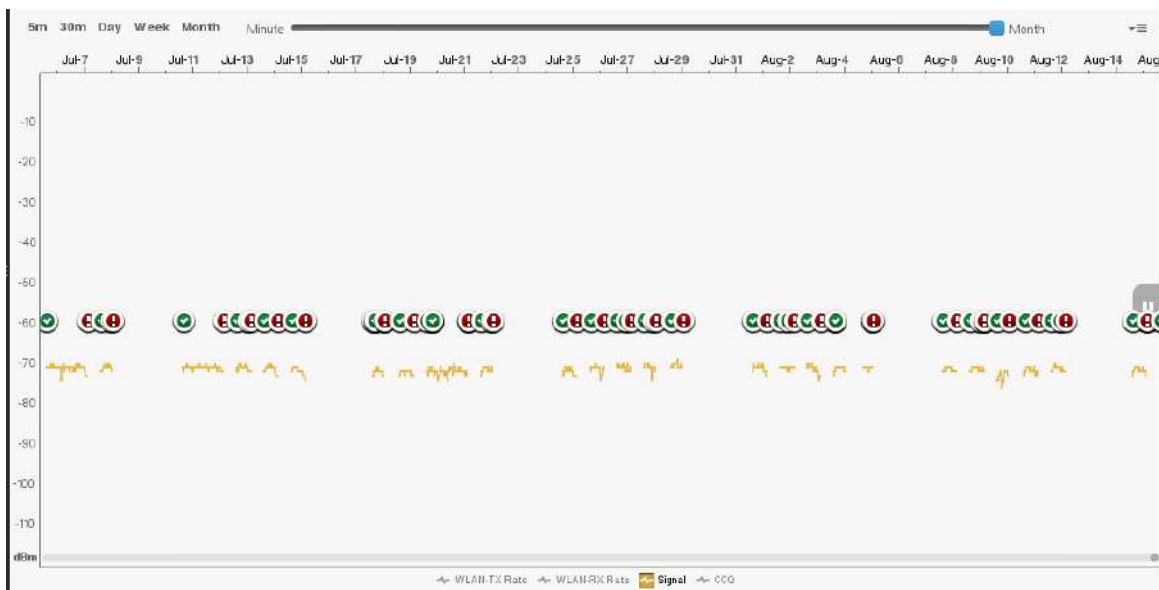 5m 30m Day Week Month Minute Month
Jul-7 Jul-9 Jul-11 Jul-13 Jul-15 Jul-17 Jul-19 Jul-21 Jul-23 Jul-25 Jul-27 Jul-29 Jul-31 Aug-2 Aug-4 Aug-6 Aug-8 Aug-10 Aug-12 Aug-14 Aug
-10
-20
-30
-40
-50
-60
-70
-80
-90
-100
-110
dBm
WLAN-TX Rate WLAN-RX Rate Signal CCQ